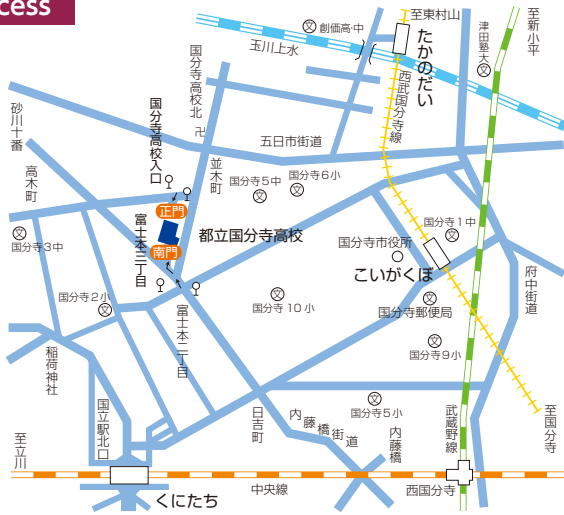 cess
至東村山
創価高・中
玉川上水
たかのだい
津田塾大
至新小平
国分寺高校北
西武国分寺線
砂川十番
国分寺高校入口
五日市街道
並木町
高木町
国分寺5中
国分寺6小
正門
都立国分寺高校
国分寺1中
国分寺市役所
国分寺3中
富士本三丁目
南門
こいがくぼ
府中街道
国分寺2小
国分寺10小
国分寺郵便局
富士本二丁目
国分寺9小
稲荷神社
国立駅北口
日吉町
内藤橋街道
国分寺5小
内藤橋
武蔵野線
至国分寺
至立川
中央線
西国分寺
くにたち